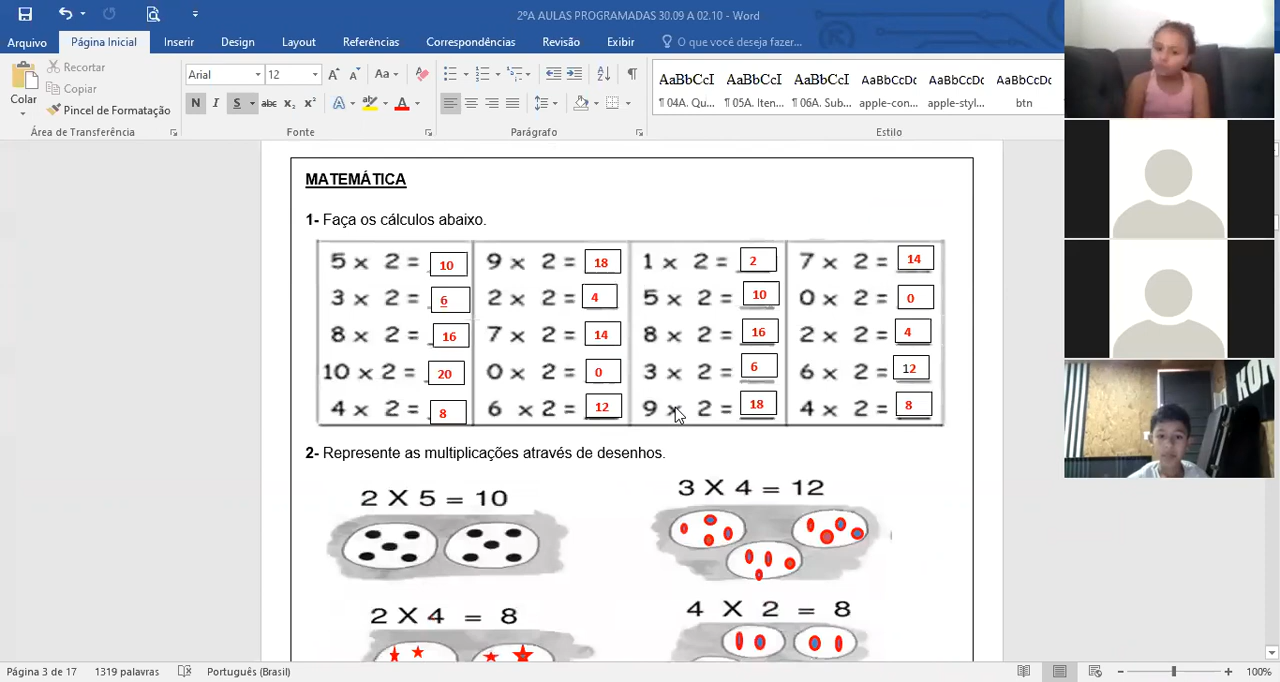 2ºA AULAS PROGRAMADAS 30.09 A 02.10 - Word
Arquivo Página Inicial Inserir Design Layout Referências Correspondências Revisão Exibir O que você deseja fazer...
Colar
Recortar
Copiar
Pincel de Formatação
Área de Transferência
Arial 12
N I S abc x₂ x²
Fonte
Parágrafo
AaBbCcI AaBbCcI AaBbCcI AaBbCcDc AaBbCcDc AaBbCcDc
¶ 04A. Qu... ¶ 05A. Iten... ¶ 06A. Sub... apple-con... apple-styl... btn
Estilo
MATEMÁTICA
1- Faça os cálculos abaixo.
5 x 2 = 10 9 x 2 = 18 1 x 2 = 2 7 x 2 = 14
3 x 2 = 6 2 x 2 = 4 5 x 2 = 10 0 x 2 = 0
8 x 2 = 16 7 x 2 = 14 8 x 2 = 16 2 x 2 = 4
10 x 2 = 20 0 x 2 = 0 3 x 2 = 6 6 x 2 = 12
4 x 2 = 8 6 x 2 = 12 9 x 2 = 18 4 x 2 = 8
2- Represente as multiplicações através de desenhos.
2 X 5 = 10 3 X 4 = 12
2 X 4 = 8 4 X 2 = 8
Página 3 de 17 1319 palavras Português (Brasil) 100%